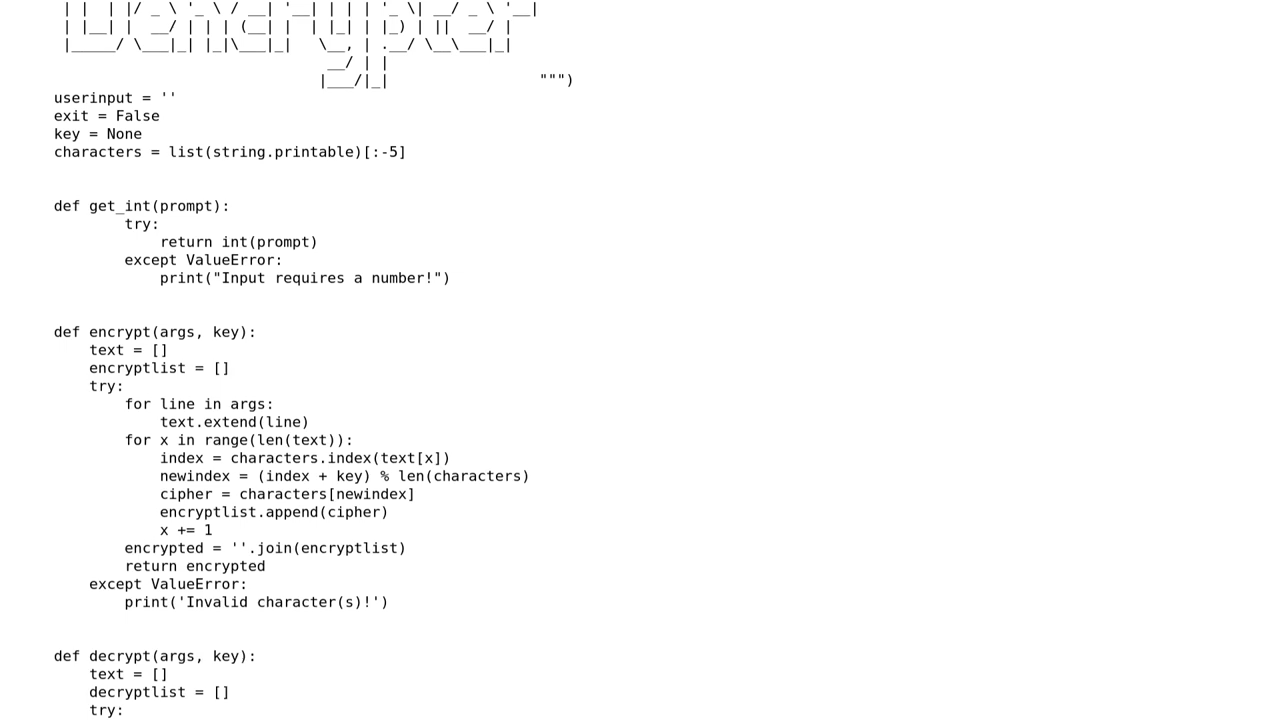 | |  | |/ _ \ '_ \ / __| '__| | | | '_ \| __/ _ \ '__|
 | |__| |  __/ | | | (__| |  | |_| | |_) | ||  __/ |
 |_____/ \___|_| |_|\___|_|   \__, | .__/ \__\___|_|
                               __/ | |
                              |___/|_|                 """)
userinput = ''
exit = False
key = None
characters = list(string.printable)[:-5]


def get_int(prompt):
        try:
            return int(prompt)
        except ValueError:
            print("Input requires a number!")


def encrypt(args, key):
    text = []
    encryptlist = []
    try:
        for line in args:
            text.extend(line)
        for x in range(len(text)):
            index = characters.index(text[x])
            newindex = (index + key) % len(characters)
            cipher = characters[newindex]
            encryptlist.append(cipher)
            x += 1
        encrypted = ''.join(encryptlist)
        return encrypted
    except ValueError:
        print('Invalid character(s)!')


def decrypt(args, key):
    text = []
    decryptlist = []
    try: